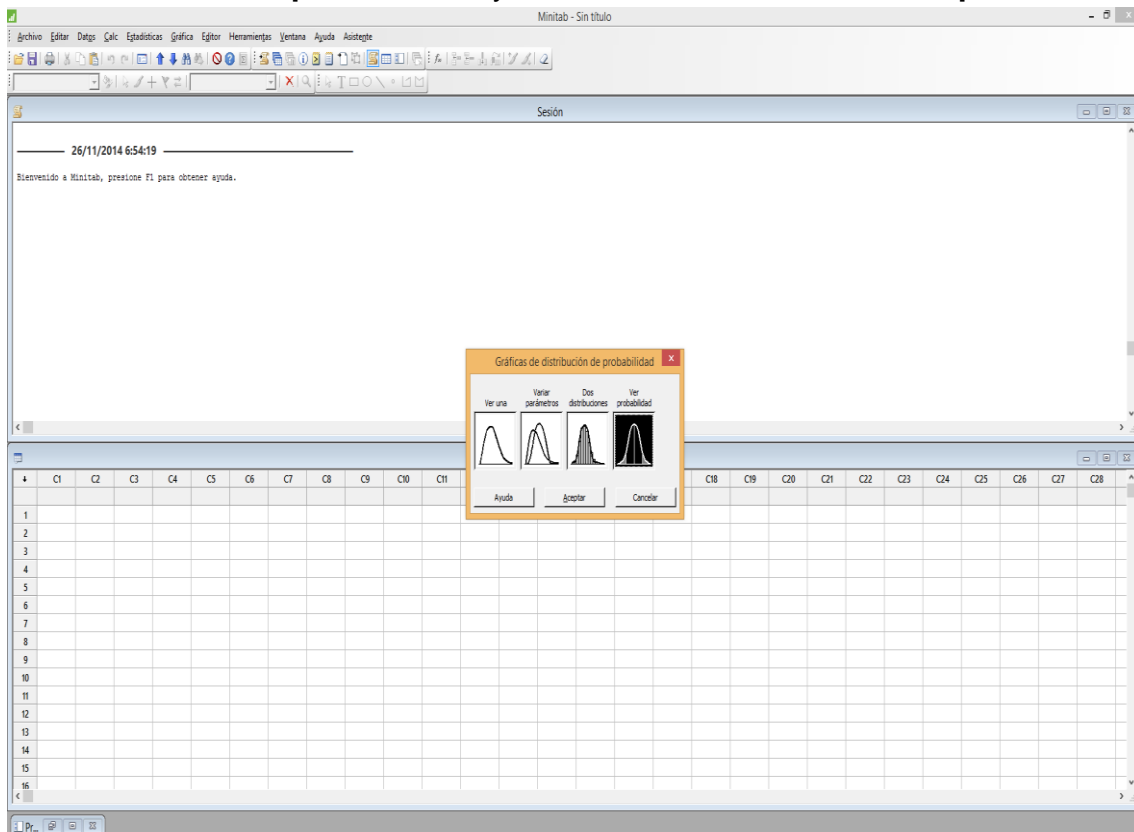 Minitab - Sin título
Archivo Editar Datos Calc Estadísticas Gráfica Editor Herramientas Ventana Ayuda Asistente
Sesión
26/11/2014 6:54:19
Bienvenido a Minitab, presione F1 para obtener ayuda.
Gráficas de distribución de probabilidad
Ver una
Variar parámetros
Dos distribuciones
Ver probabilidad
Ayuda Aceptar Cancelar
C1 C2 C3 C4 C5 C6 C7 C8 C9 C10 C11 C18 C19 C20 C21 C22 C23 C24 C25 C26 C27 C28
1
2
3
4
5
6
7
8
9
10
11
12
13
14
15
16
Pr...